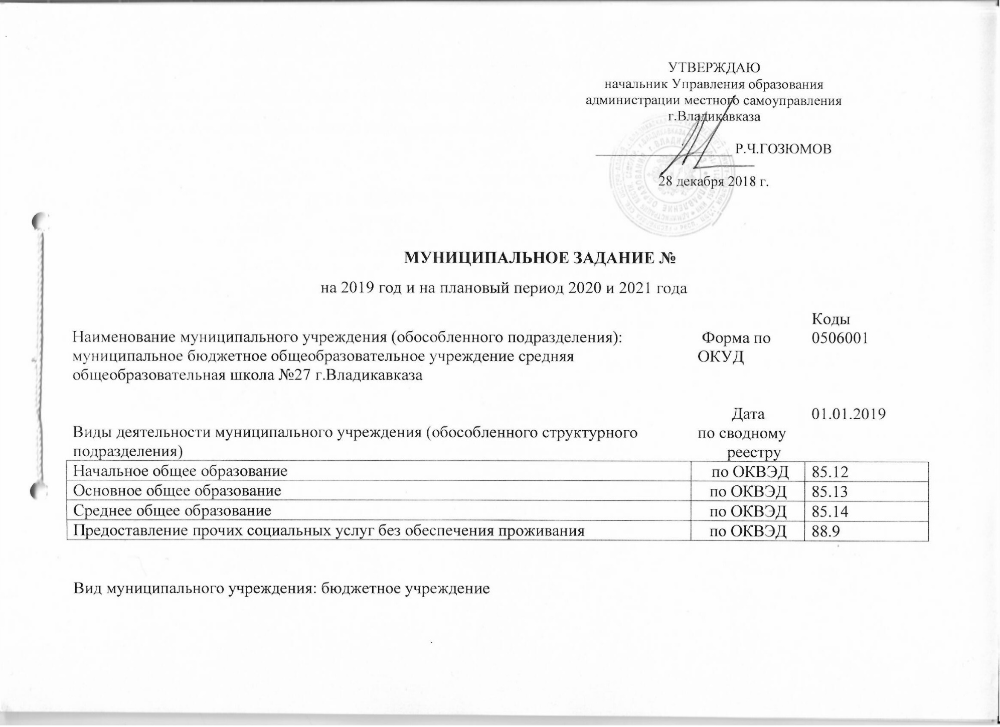 УТВЕРЖДАЮ
начальник Управления образования
администрации местного самоуправления
г.Владикавказа
Р.Ч.ГОЗЮМОВ
28 декабря 2018 г.
МУНИЦИПАЛЬНОЕ ЗАДАНИЕ №
на 2019 год и на плановый период 2020 и 2021 года
Коды
Наименование муниципального учреждения (обособленного подразделения): Форма по 0506001
муниципальное бюджетное общеобразовательное учреждение средняя ОКУД
общеобразовательная школа №27 г.Владикавказа
Дата 01.01.2019
Виды деятельности муниципального учреждения (обособленного структурного по сводному
подразделения) реестру
Начальное общее образование по ОКВЭД 85.12
Основное общее образование по ОКВЭД 85.13
Среднее общее образование по ОКВЭД 85.14
Предоставление прочих социальных услуг без обеспечения проживания по ОКВЭД 88.9
Вид муниципального учреждения: бюджетное учреждение